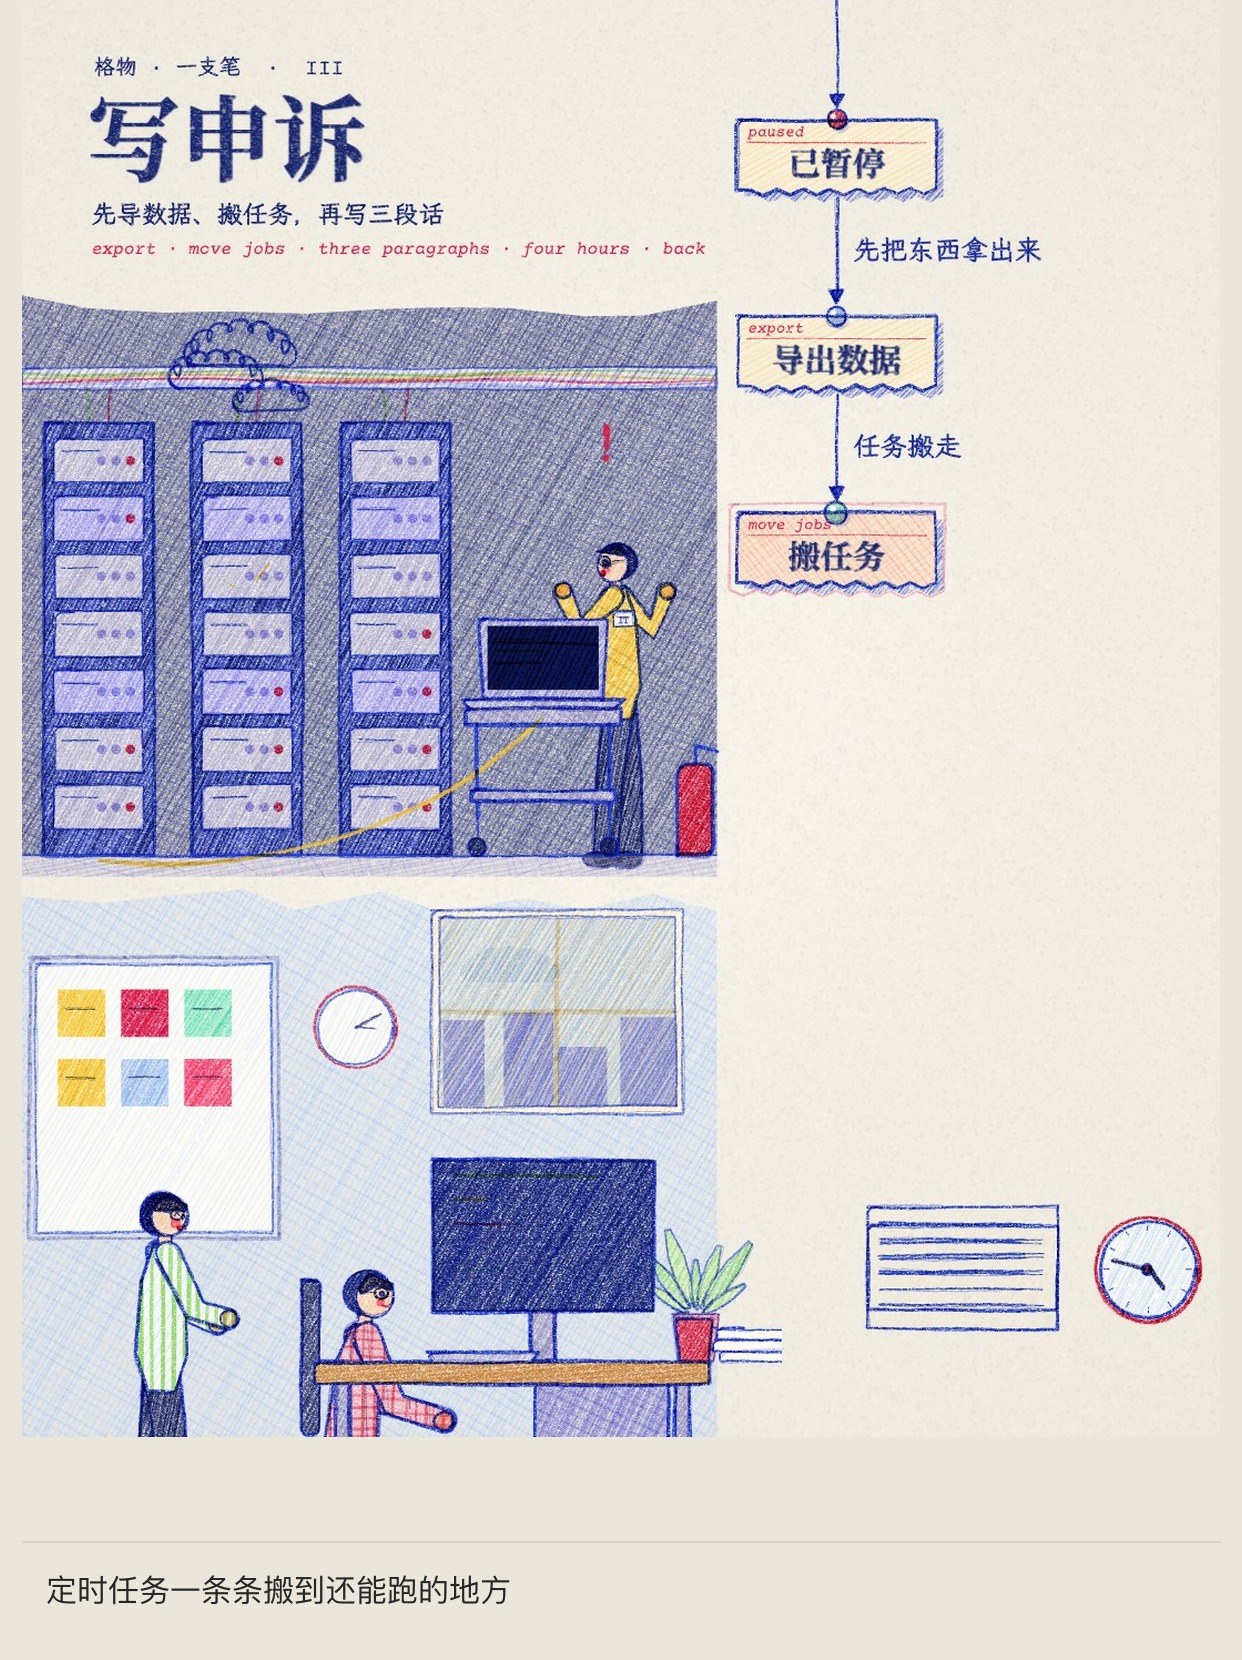 格物 · 一支笔 · III
写申诉
先导数据、搬任务，再写三段话
export · move jobs · three paragraphs · four hours · back
paused
已暂停
先把东西拿出来
export
导出数据
任务搬走
move jobs
搬任务
!
IT
定时任务一条条搬到还能跑的地方